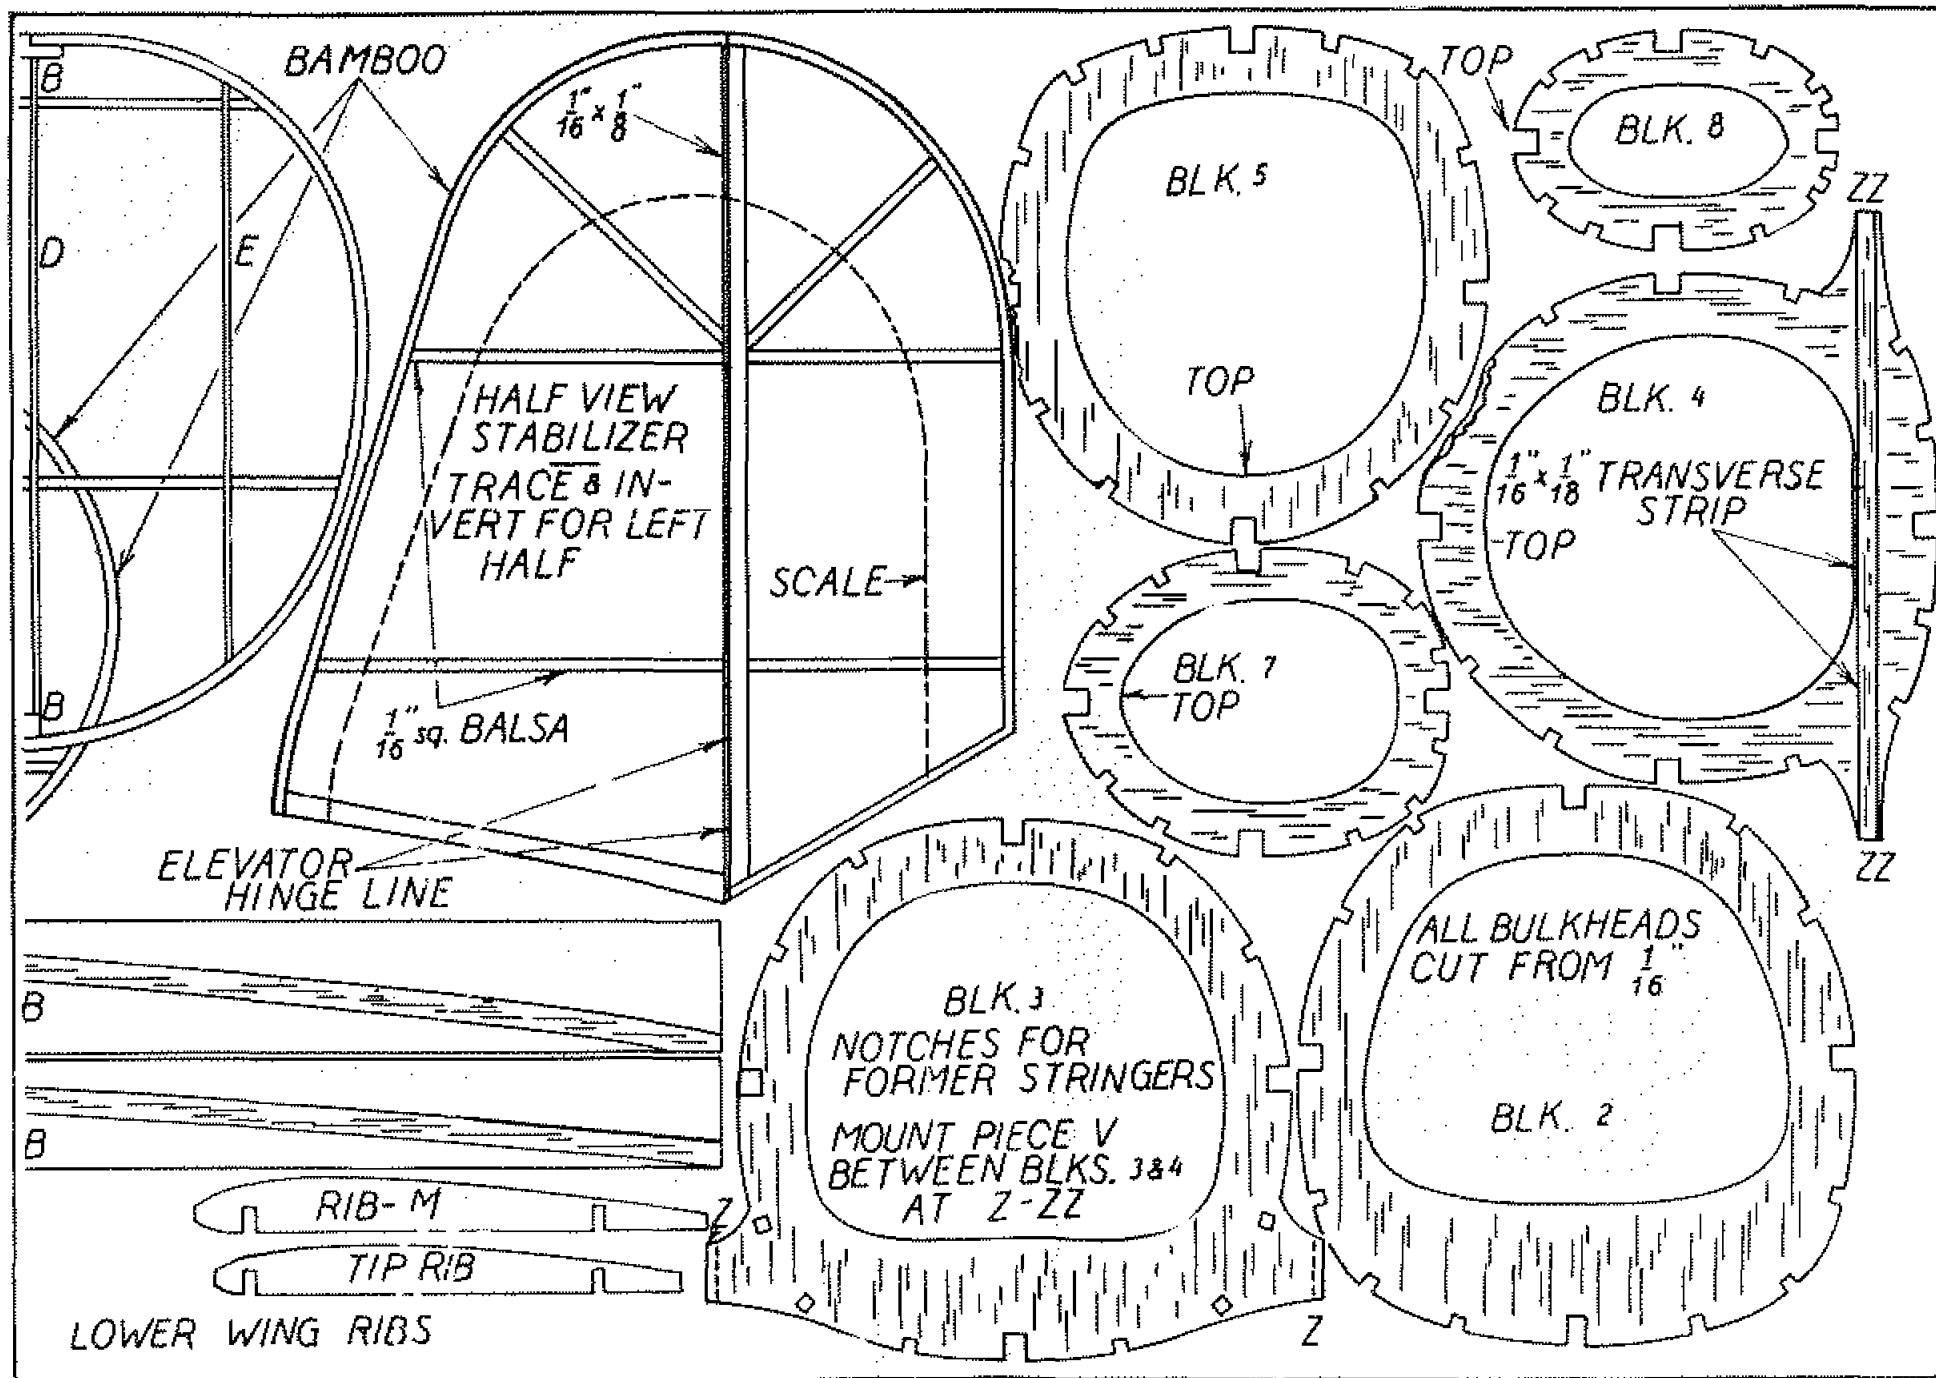 BAMBOO
B
D
E
B
1/16" x 1/8"
HALF VIEW
STABILIZER
TRACE & IN-
VERT FOR LEFT
HALF
SCALE
1/16" sq. BALSA
ELEVATOR
HINGE LINE
BLK. 5
TOP
TOP
BLK. 8
ZZ
BLK. 4
1/16" x 1/18" TRANSVERSE
STRIP
TOP
ZZ
BLK. 7
TOP
B
B
RIB-M
TIP RIB
LOWER WING RIBS
Z
BLK. 3
NOTCHES FOR
FORMER STRINGERS
MOUNT PIECE V
BETWEEN BLKS. 3&4
AT Z-ZZ
Z
ALL BULKHEADS
CUT FROM 1/16"
BLK. 2